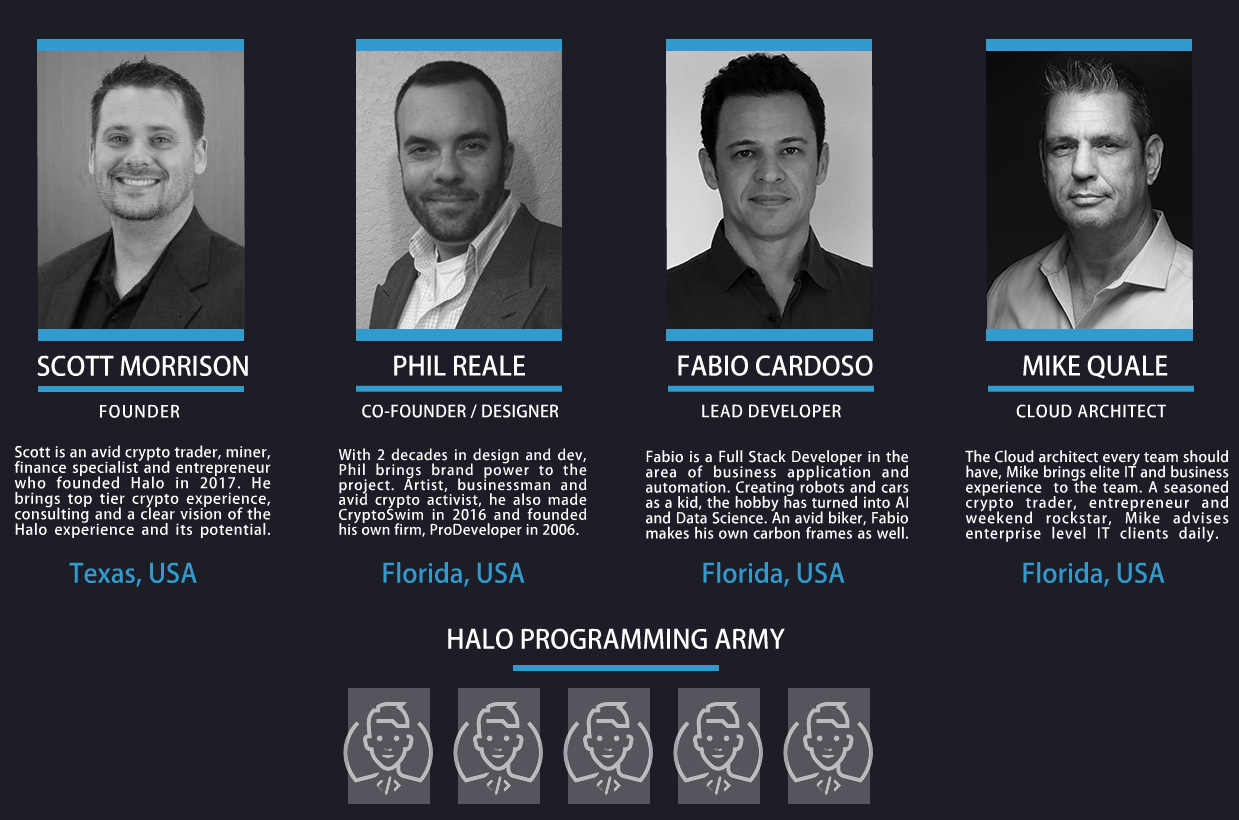 SCOTT MORRISON
FOUNDER
Scott is an avid crypto trader, miner,
finance specialist and entrepreneur
who founded Halo in 2017. He
brings top tier crypto experience,
consulting and a clear vision of the
Halo experience and its potential.
Texas, USA
PHIL REALE
CO-FOUNDER / DESIGNER
With 2 decades in design and dev,
Phil brings brand power to the
project. Artist, businessman and
avid crypto activist, he also made
CryptoSwim in 2016 and founded
his own firm, ProDeveloper in 2006.
Florida, USA
FABIO CARDOSO
LEAD DEVELOPER
Fabio is a Full Stack Developer in the
area of business application and
automation. Creating robots and cars
as a kid, the hobby has turned into AI
and Data Science. An avid biker, Fabio
makes his own carbon frames as well.
Florida, USA
MIKE QUALE
CLOUD ARCHITECT
The Cloud architect every team should
have, Mike brings elite IT and business
experience to the team. A seasoned
crypto trader, entrepreneur and
weekend rockstar, Mike advises
enterprise level IT clients daily.
Florida, USA
HALO PROGRAMMING ARMY